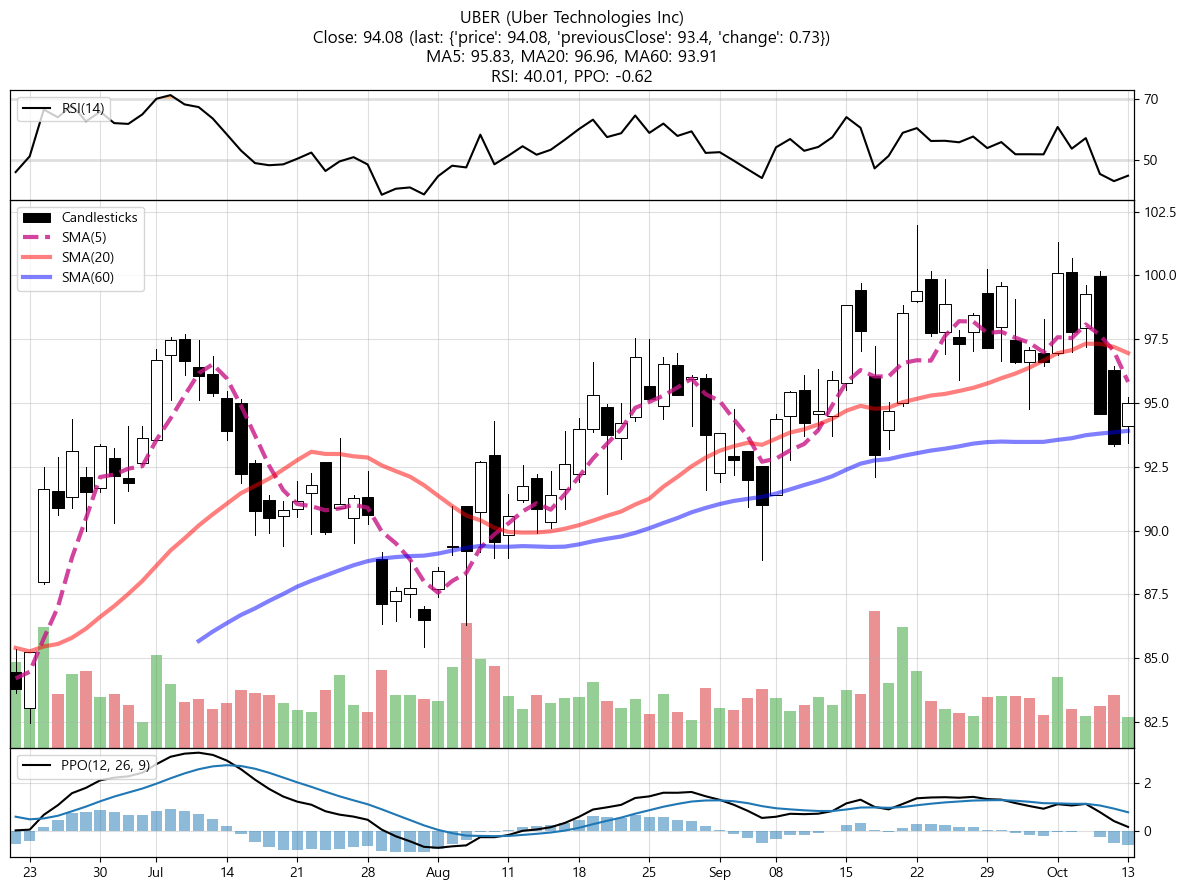 UBER (Uber Technologies Inc)
Close: 94.08 (last: {'price': 94.08, 'previousClose': 93.4, 'change': 0.73})
MA5: 95.83, MA20: 96.96, MA60: 93.91
RSI: 40.01, PPO: -0.62
RSI(14)
70
50
Candlesticks
SMA(5)
SMA(20)
SMA(60)
102.5
100.0
97.5
95.0
92.5
90.0
87.5
85.0
82.5
PPO(12, 26, 9)
2
0
23 30 Jul 14 21 28 Aug 11 18 25 Sep 08 15 22 29 Oct 13